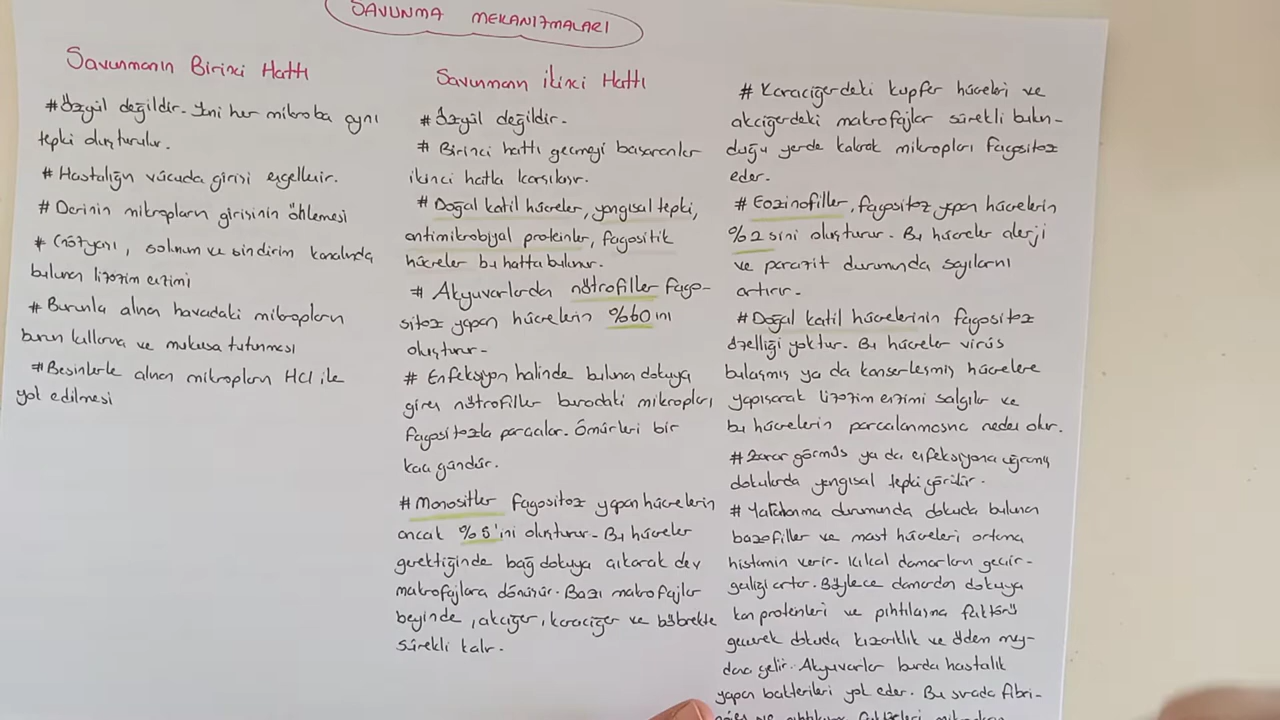 SAVUNMA MEKANİZMALARI
Savunmanın Birinci Hattı
# Özgül değildir. Yani her mikroba aynı
tepki oluşturulur.
# Hastalığın vücuda girişi engellenir.
# Derinin mikropların girişinin önlemesi
# Gözyaşı, solunum ve sindirim kanalında
bulunan lizozim enzimi
# Burunla alınan havadaki mikropların
burun kıllarına ve mukusa tutunması
# Besinlerle alınan mikropların HCl ile
yok edilmesi
Savunmanın İkinci Hattı
# Özgül değildir.
# Birinci hattı geçmeyi başaranlar
ikinci hatla karşılaşır.
# Doğal katil hücreler, yangısal tepki,
antimikrobiyal proteinler, fagositik
hücreler bu hatta bulunur.
# Akyuvarlarda nötrofiller fago-
sitoz yapan hücrelerin %60 ını
oluşturur.
# Enfeksiyon halinde bulunan dokuya
giren nötrofiller buradaki mikropları
fagositozla parçalar. Ömürleri bir
kaç gündür.
# Monositler fagositoz yapan hücrelerin
ancak %5'ini oluşturur. Bu hücreler
gerektiğinde bağ dokuya çıkarak dev
makrofajlara dönüşür. Bazı makrofajlar
beyinde, akciğer, karaciğer ve böbrekte
sürekli kalır.
# Karaciğerdeki kupfer hücreleri ve
akciğerdeki makrofajlar sürekli bulun-
duğu yerde kalarak mikropları fagositoz
eder.
# Eozinofiller, fagositoz yapan hücrelerin
%2 sini oluşturur. Bu hücreler alerji
ve parazit durumunda sayılarını
artırır.
# Doğal katil hücrelerinin fagositoz
özelliği yoktur. Bu hücreler virüs
bulaşmış ya da kanserleşmiş hücrelere
yapışarak lizozim enzimi salgılar ve
bu hücrelerin parçalanmasına neden olur.
# Zarar görmüş ya da enfeksiyona uğramış
dokularda yangısal tepki görülür.
# Yaralanma durumunda dokuda bulunan
bazofiller ve mast hücreleri ortama
histamin verir. Kılcal damarların geçir-
genliği artar. Böylece damardan dokuya
kan proteinleri ve pıhtılaşma faktörü
geçerek dokuda kızarıklık ve ödem mey-
dana gelir. Akyuvarlar burda hastalık
yapan bakterileri yok eder. Bu sırada fibri-